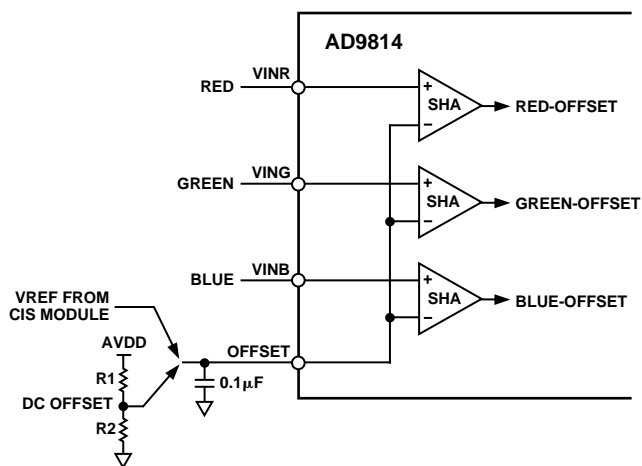 AD9814
VINR
RED
+
SHA
−
RED-OFFSET
VING
GREEN
+
SHA
−
GREEN-OFFSET
VINB
BLUE
+
SHA
−
BLUE-OFFSET
VREF FROM
CIS MODULE
AVDD
OFFSET
R1
0.1μF
DC OFFSET
R2